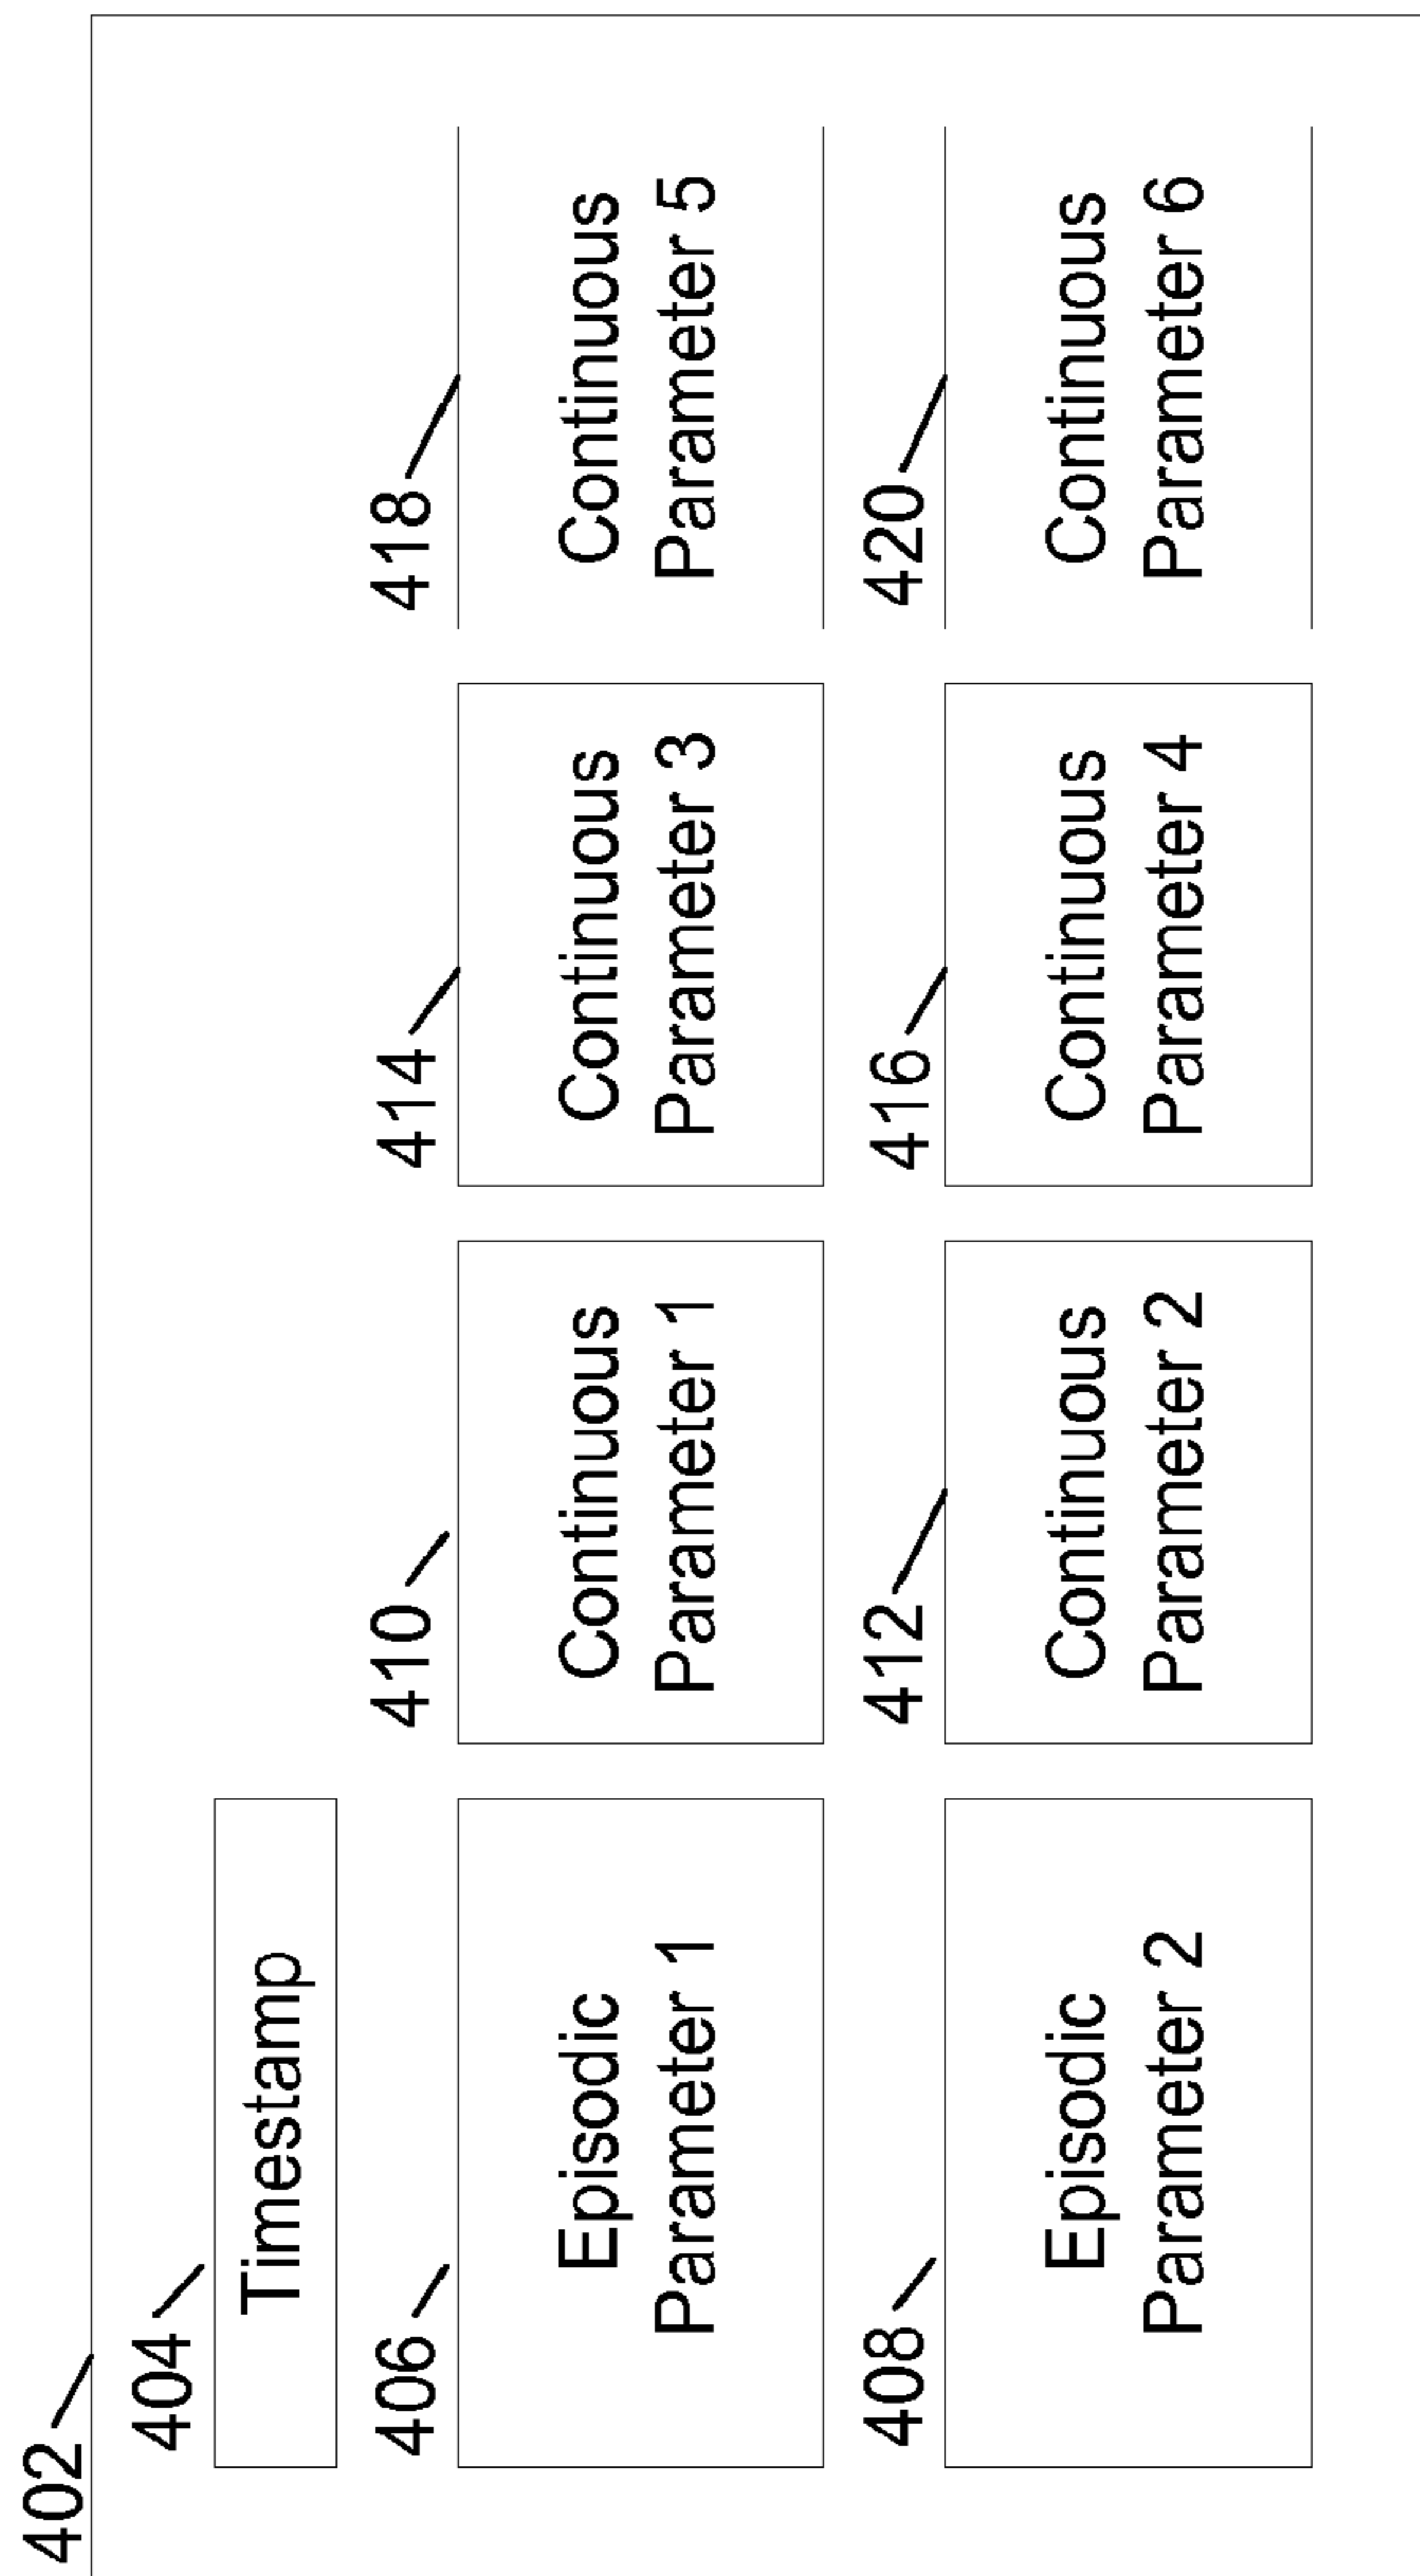 402
404
Timestamp
406
410
414
418
Episodic
Parameter 1
Continuous
Parameter 1
Continuous
Parameter 3
Continuous
Parameter 5
408
412
416
420
Episodic
Parameter 2
Continuous
Parameter 2
Continuous
Parameter 4
Continuous
Parameter 6